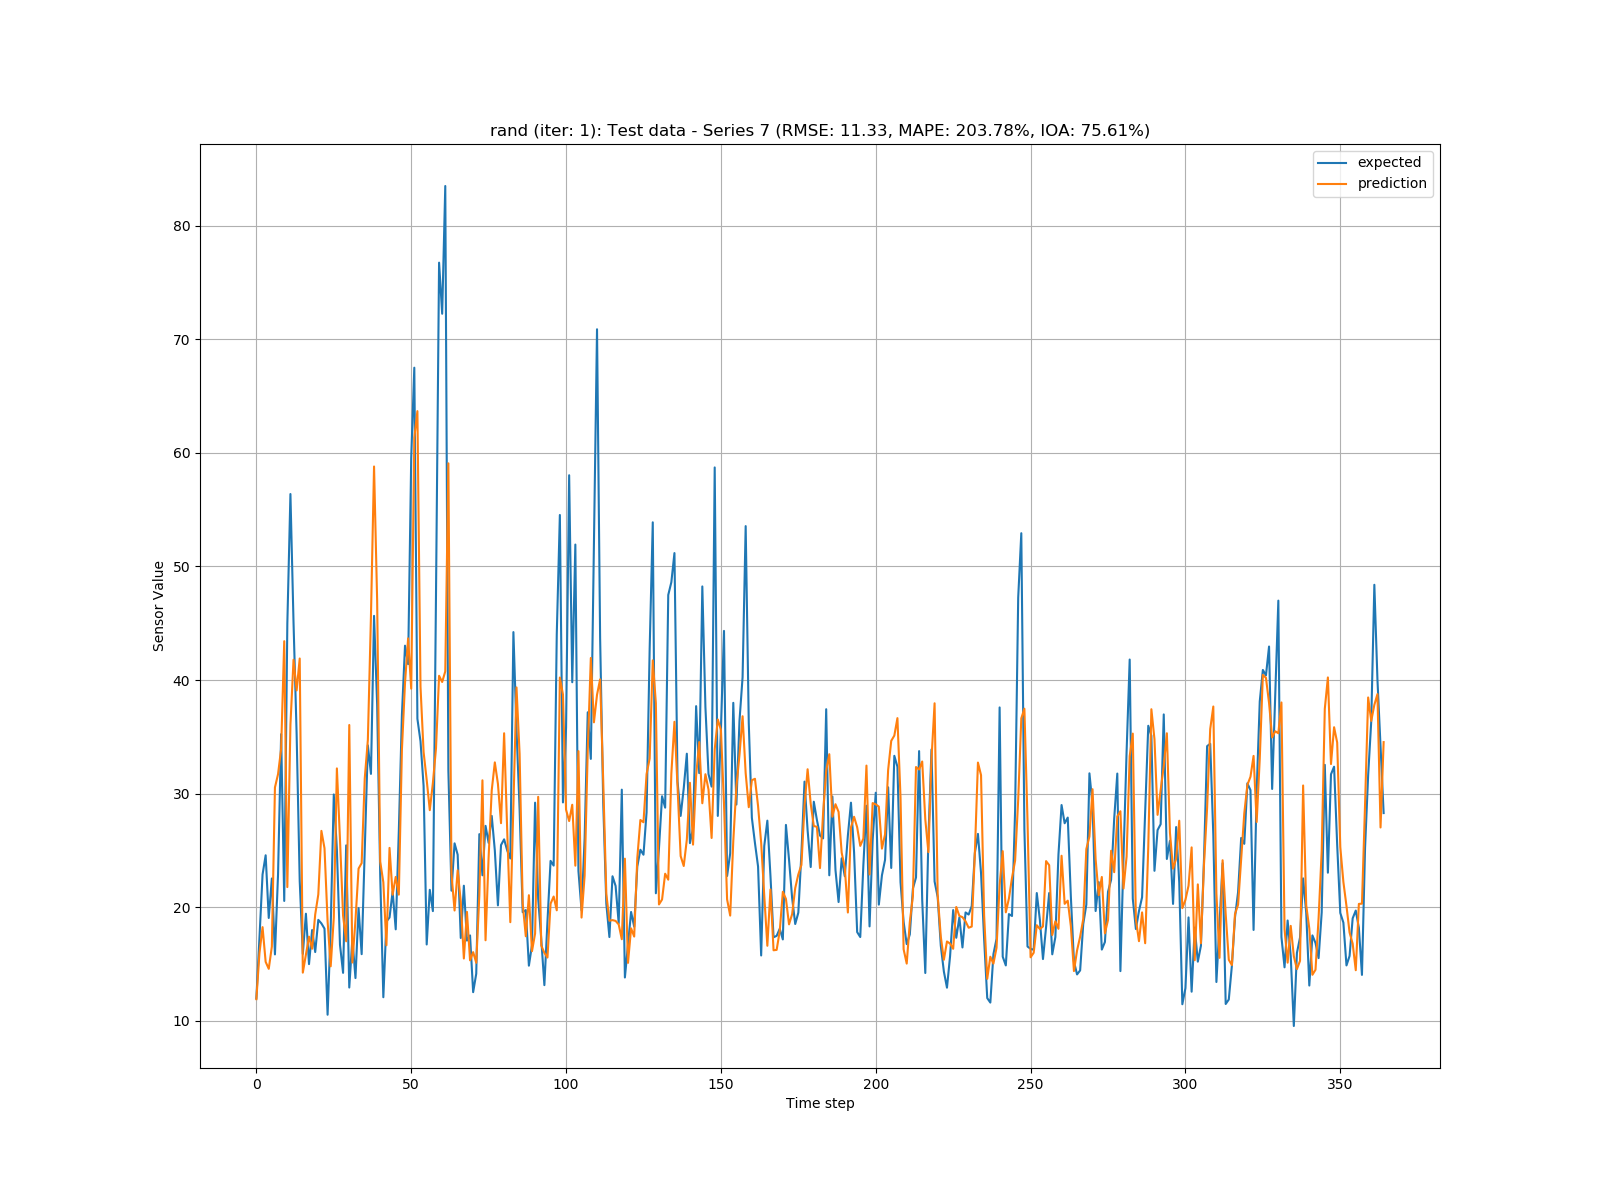 rand (iter: 1): Test data - Series 7 (RMSE: 11.33, MAPE: 203.78%, IOA: 75.61%)
expected
prediction
80
70
60
50
40
30
20
10
Sensor Value
0 50 100 150 200 250 300 350
Time step